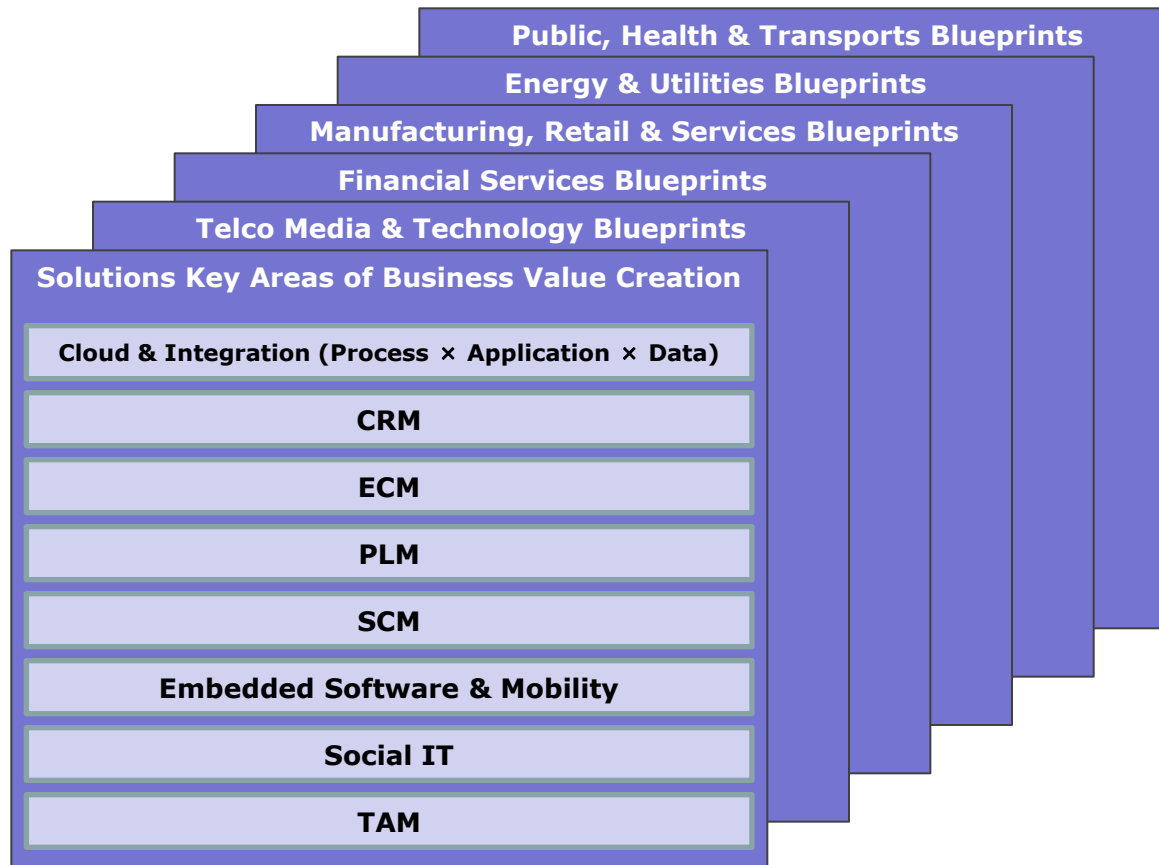 Public, Health & Transports Blueprints
Energy & Utilities Blueprints
Manufacturing, Retail & Services Blueprints
Financial Services Blueprints
Telco Media & Technology Blueprints
Solutions Key Areas of Business Value Creation
Cloud & Integration (Process × Application × Data)
CRM
ECM
PLM
SCM
Embedded Software & Mobility
Social IT
TAM